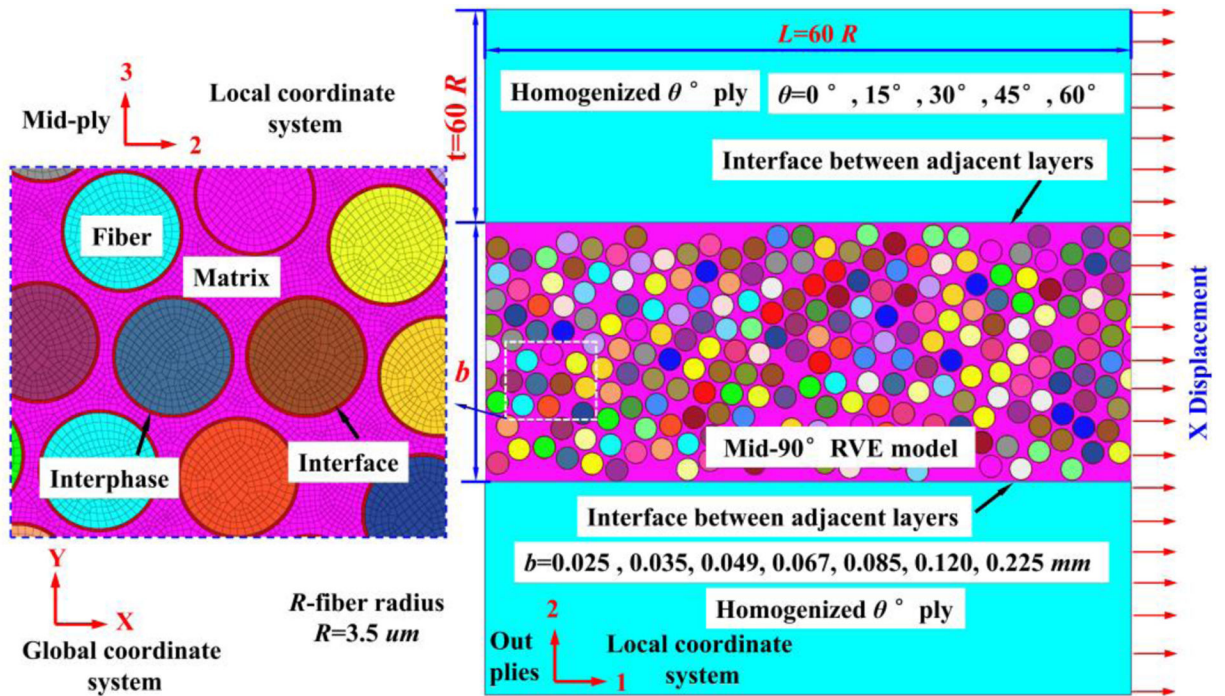 3
Mid-ply
Local coordinate
system
2
Fiber
Matrix
Interphase
Interface
Y
X
Global coordinate
system
R-fiber radius
R=3.5 um
L=60 R
t=60 R
Homogenized θ° ply
θ=0° , 15° , 30° , 45° , 60°
Interface between adjacent layers
b
Mid-90° RVE model
Interface between adjacent layers
b=0.025 , 0.035, 0.049, 0.067, 0.085, 0.120, 0.225 mm
Homogenized θ° ply
2
Out
plies
1
Local coordinate
system
X Displacement